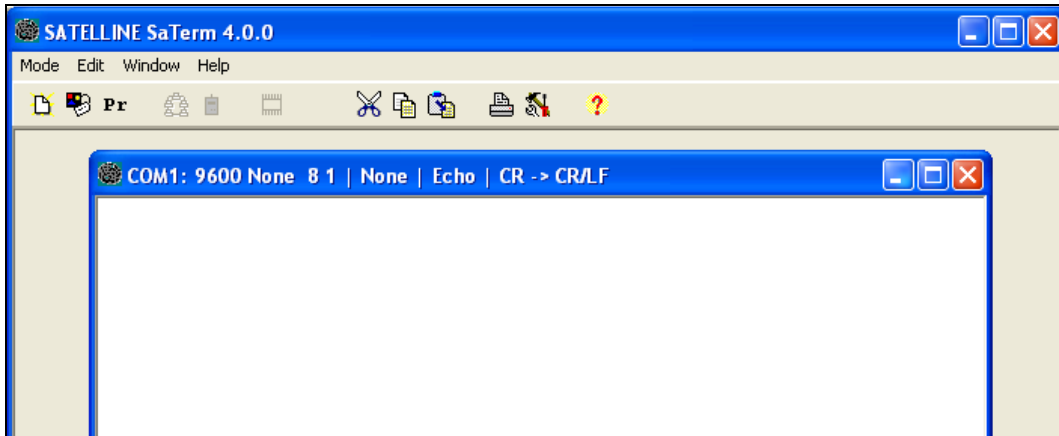 SATELLINE SaTerm 4.0.0
Mode Edit Window Help
Pr ?
COM1: 9600 None 8 1 | None | Echo | CR -> CR/LF